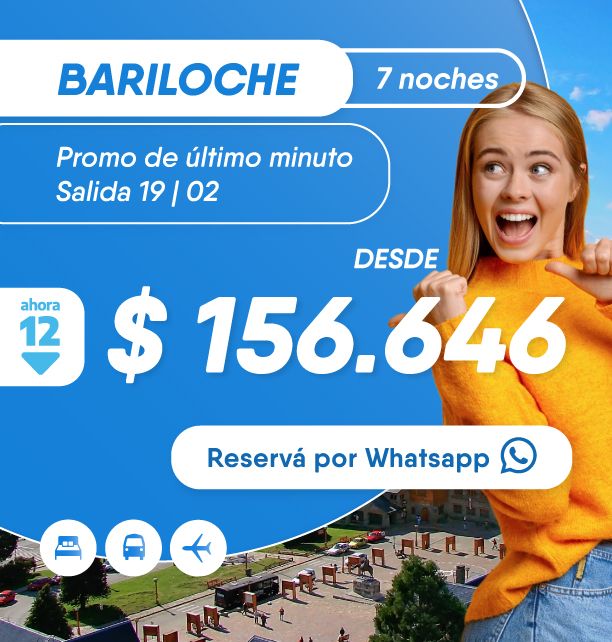 BARILOCHE
7 noches
Promo de último minuto
Salida 19 | 02
DESDE
ahora
12
$ 156.646
Reservá por Whatsapp